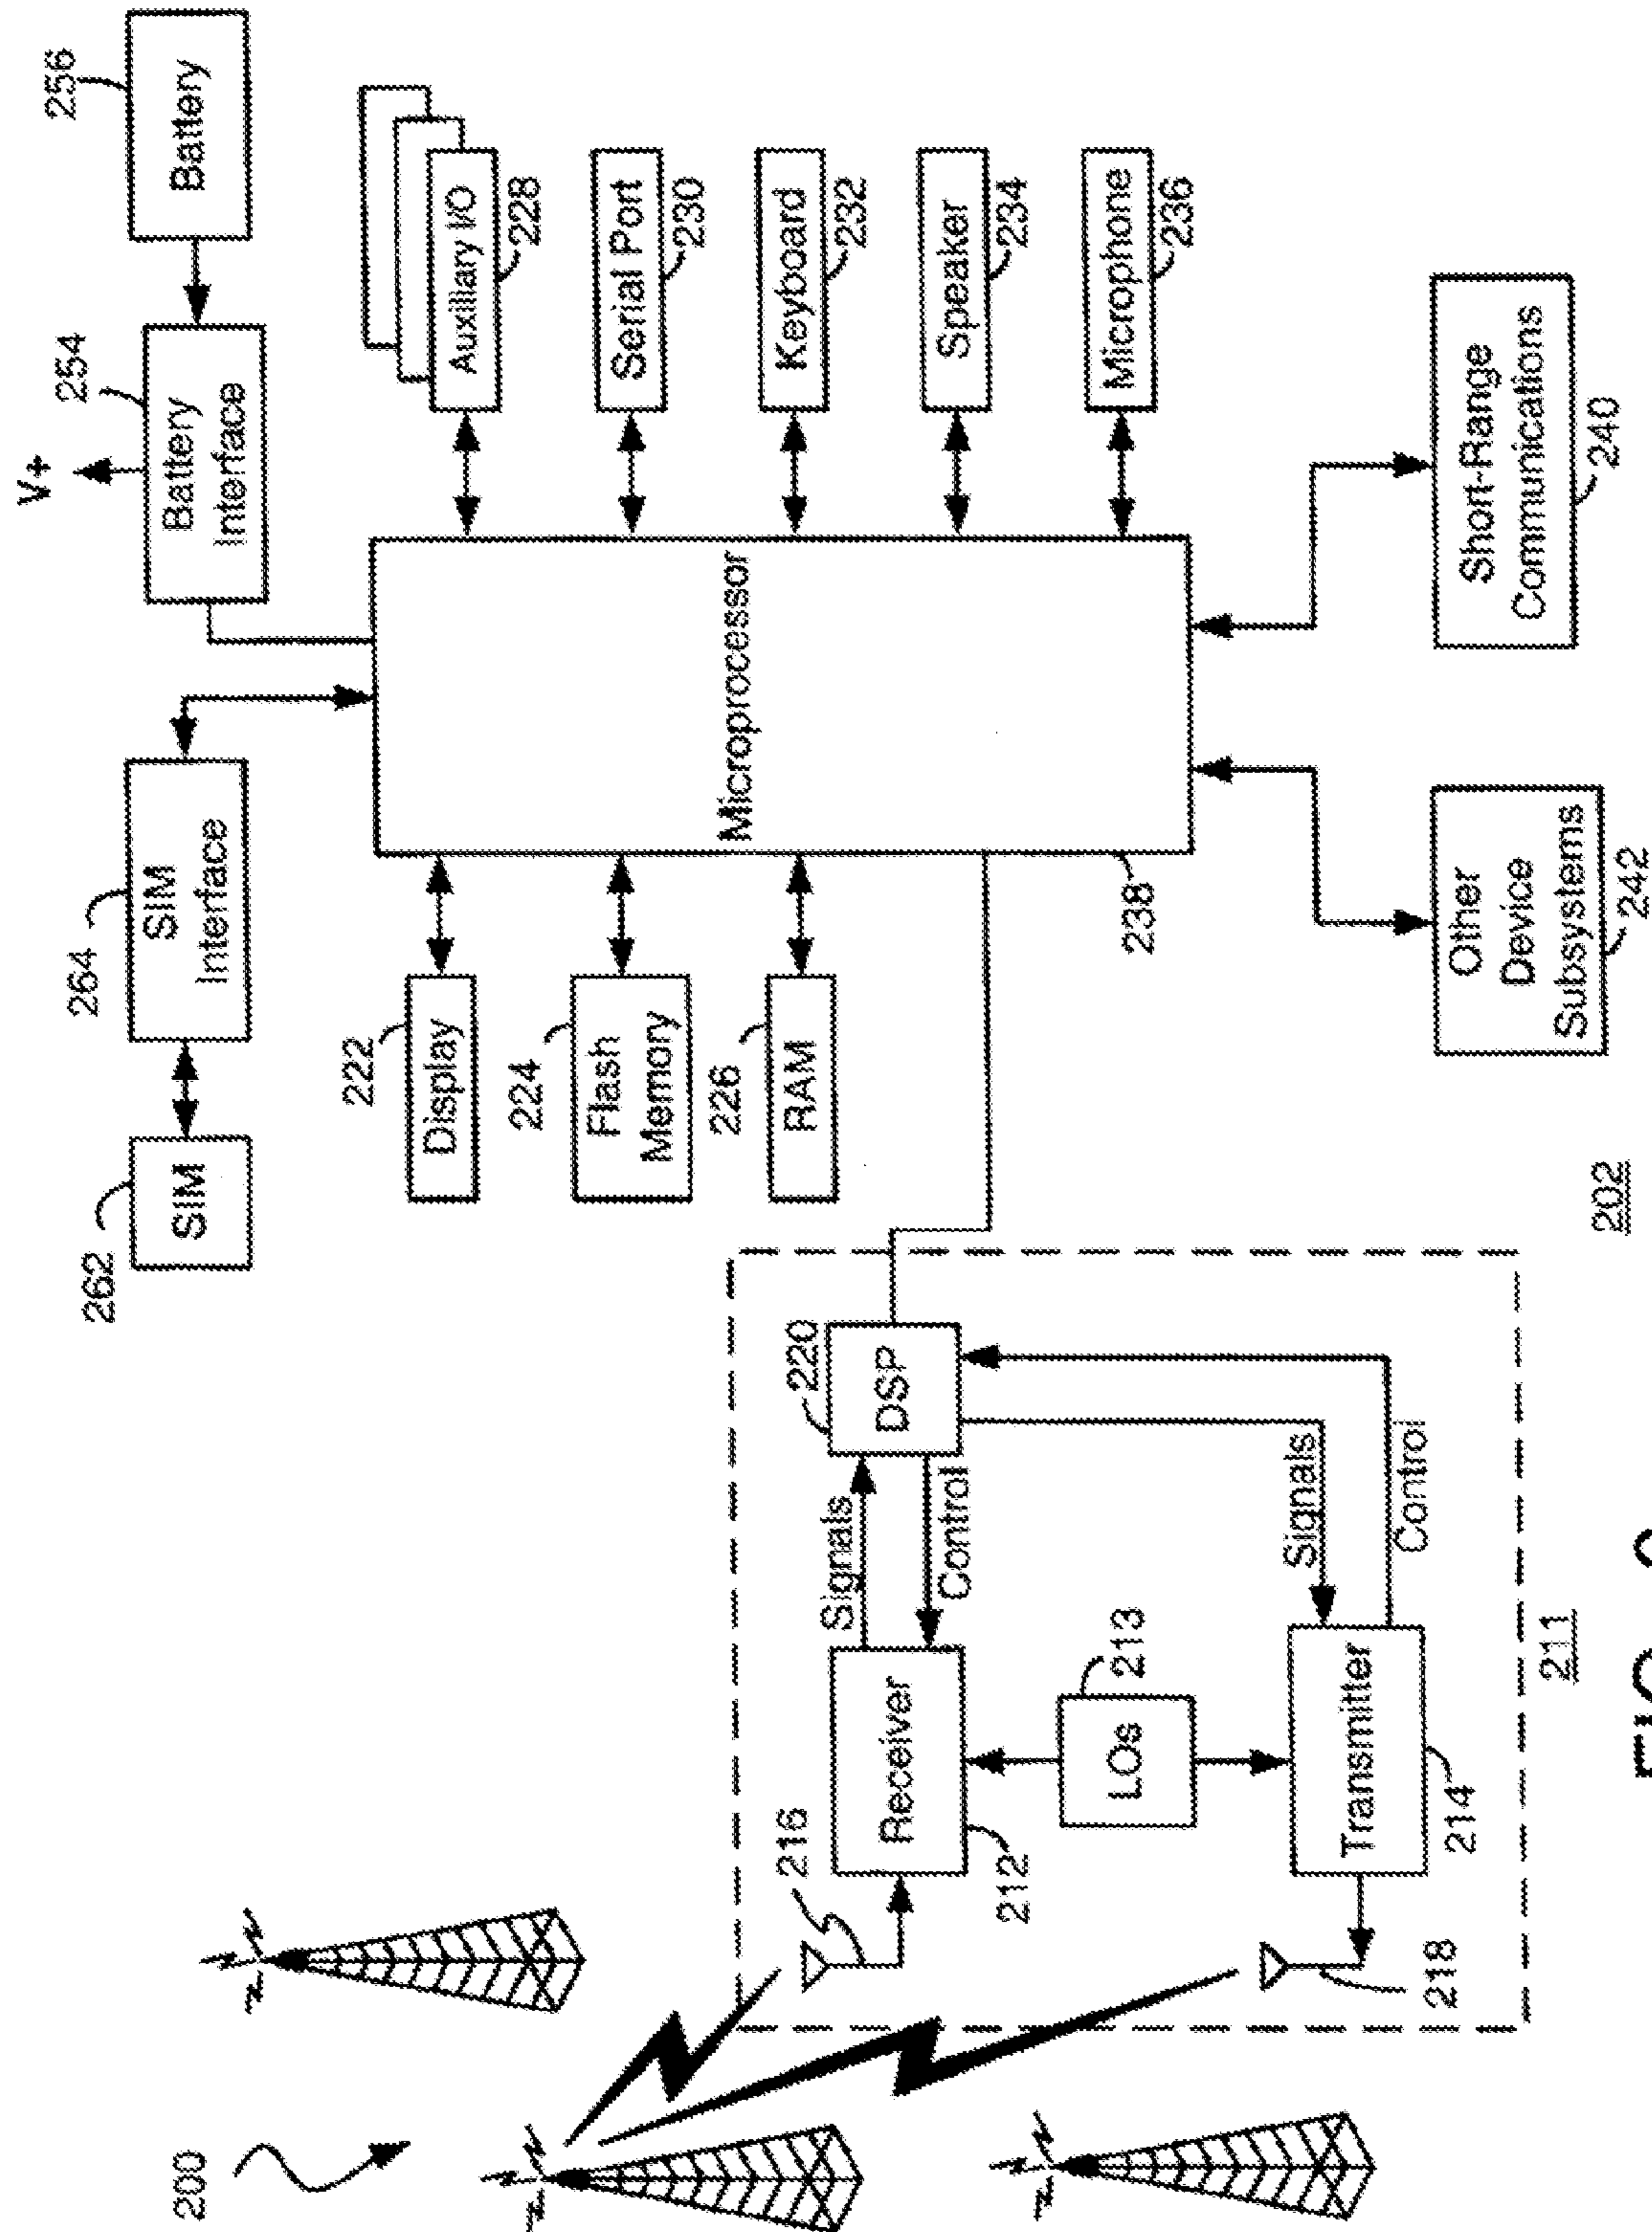 200
262
SIM
264
SIM
Interface
V+
254
Battery
Interface
256
Battery
222
Display
224
Flash
Memory
226
RAM
Microprocessor
238
Auxiliary I/O
228
Serial Port
230
Keyboard
232
Speaker
234
Microphone
236
216
Receiver
212
Signals
Control
220
DSP
LOs
213
Signals
Control
218
Transmitter
214
211
202
Other
Device
Subsystems
242
Short-Range
Communications
240